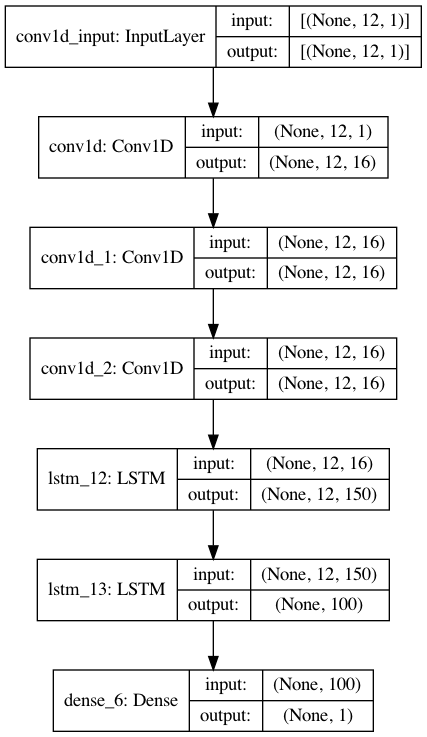 conv1d_input: InputLayer
input: [(None, 12, 1)]
output: [(None, 12, 1)]
conv1d: Conv1D
input: (None, 12, 1)
output: (None, 12, 16)
conv1d_1: Conv1D
input: (None, 12, 16)
output: (None, 12, 16)
conv1d_2: Conv1D
input: (None, 12, 16)
output: (None, 12, 16)
lstm_12: LSTM
input: (None, 12, 16)
output: (None, 12, 150)
lstm_13: LSTM
input: (None, 12, 150)
output: (None, 100)
dense_6: Dense
input: (None, 100)
output: (None, 1)